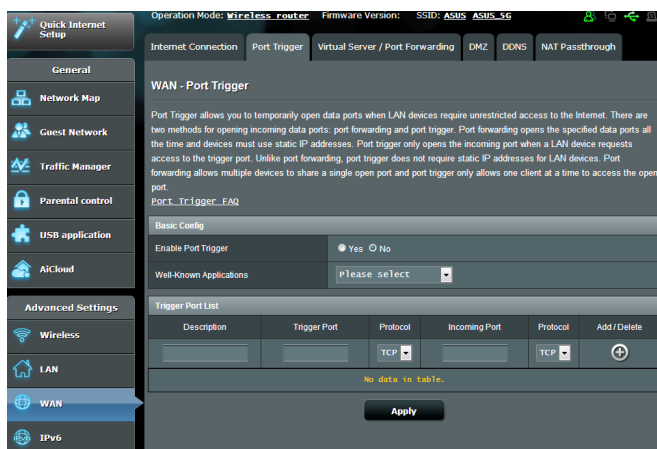 Quick Internet
Setup
Operation Mode: Wireless router Firmware Version: SSID: ASUS ASUS_5G
Internet Connection Port Trigger Virtual Server / Port Forwarding DMZ DDNS NAT Passthrough
General
Network Map
Guest Network
Traffic Manager
Parental control
USB application
AiCloud
Advanced Settings
Wireless
LAN
WAN
IPv6
WAN - Port Trigger
Port Trigger allows you to temporarily open data ports when LAN devices require unrestricted access to the Internet. There are
two methods for opening incoming data ports: port forwarding and port trigger. Port forwarding opens the specified data ports all
the time and devices must use static IP addresses. Port trigger only opens the incoming port when a LAN device requests
access to the trigger port. Unlike port forwarding, port trigger does not require static IP addresses for LAN devices. Port
forwarding allows multiple devices to share a single open port and port trigger only allows one client at a time to access the open
port.
Port Trigger FAQ
Basic Config
Enable Port Trigger Yes No
Well-Known Applications Please select
Trigger Port List
Description Trigger Port Protocol Incoming Port Protocol Add / Delete
TCP TCP
No data in table.
Apply